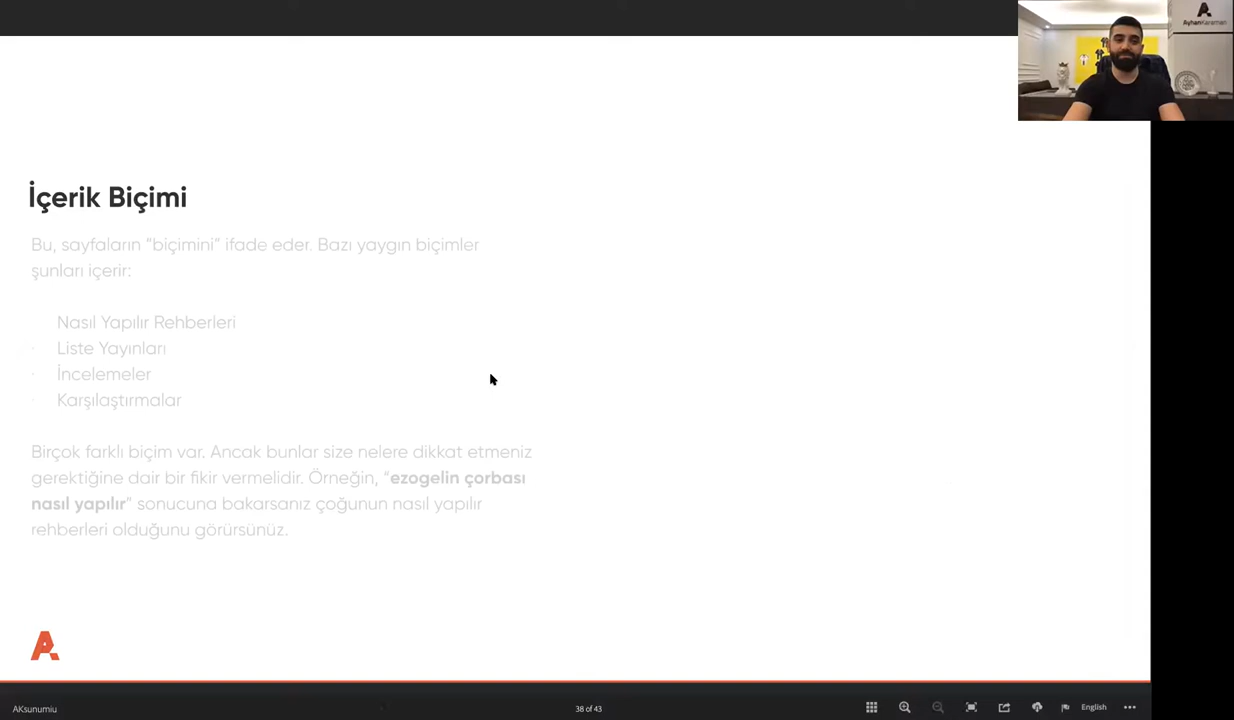 AyhanKaraman
İçerik Biçimi
Bu, sayfaların “biçimini” ifade eder. Bazı yaygın biçimler
şunları içerir:
Nasıl Yapılır Rehberleri
· Liste Yayınları
· İncelemeler
· Karşılaştırmalar
Birçok farklı biçim var. Ancak bunlar size nelere dikkat etmeniz
gerektiğine dair bir fikir vermelidir. Örneğin, “ezogelin çorbası
nasıl yapılır” sonucuna bakarsanız çoğunun nasıl yapılır
rehberleri olduğunu görürsünüz.
AKsunumiu
38 of 43
English